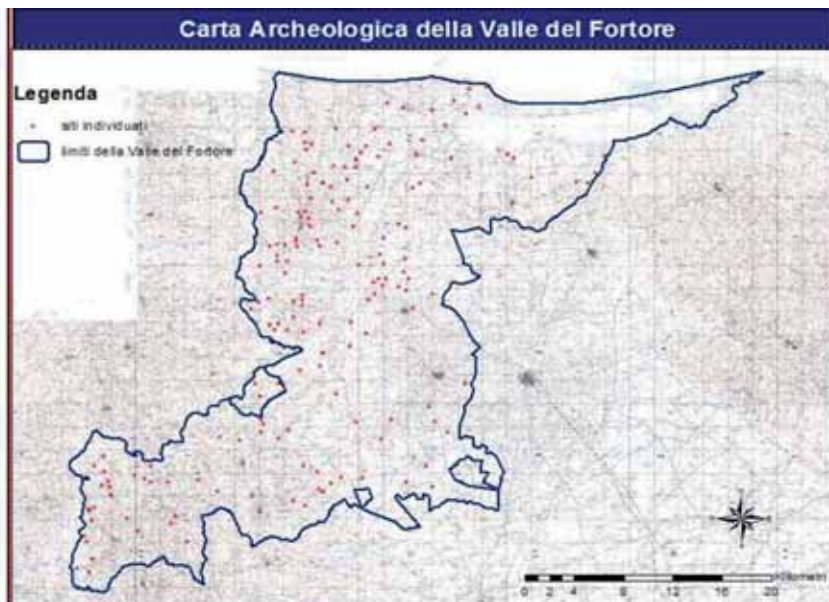 Carta Archeologica della Valle del Fortore
Legenda
siti individuati
limiti della Valle del Fortore
Kilometri
0 2 4 8 12 16 20